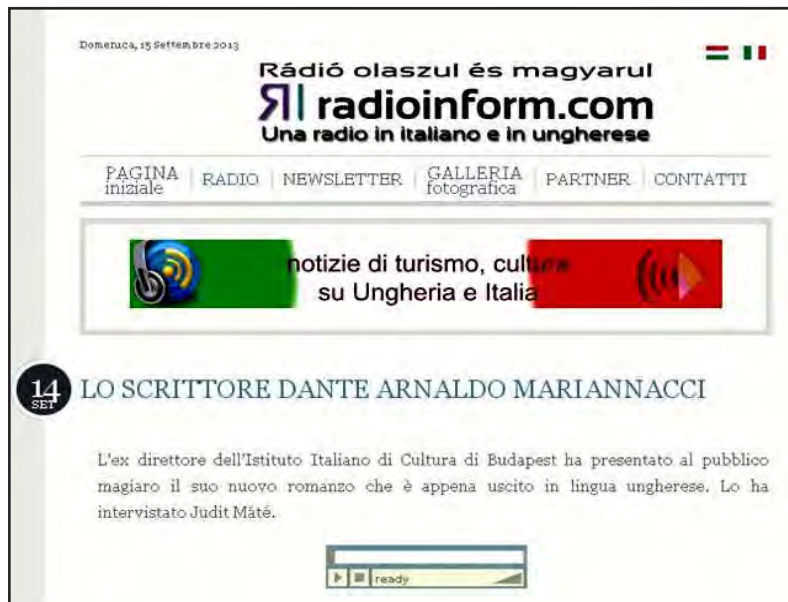 Domenica, 15 Settembre 2013
Rádió olaszul és magyarul
RI radioinform.com
Una radio in italiano e in ungherese
PAGINA iniziale | RADIO | NEWSLETTER | GALLERIA fotografica | PARTNER | CONTATTI
notizie di turismo, cultura
su Ungheria e Italia
14 SET
LO SCRITTORE DANTE ARNALDO MARIANNACCI
L'ex direttore dell'Istituto Italiano di Cultura di Budapest ha presentato al pubblico
magiaro il suo nuovo romanzo che è appena uscito in lingua ungherese. Lo ha
intervistato Judit Máté.
ready